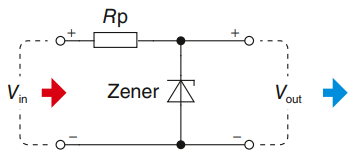 Rp
+ +
Vin Zener Vout
− −